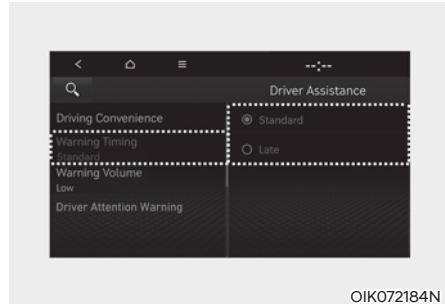 --:--
Driver Assistance
Driving Convenience
Warning Timing
Standard
Warning Volume
Low
Driver Attention Warning
Standard
Late
OIK072184N